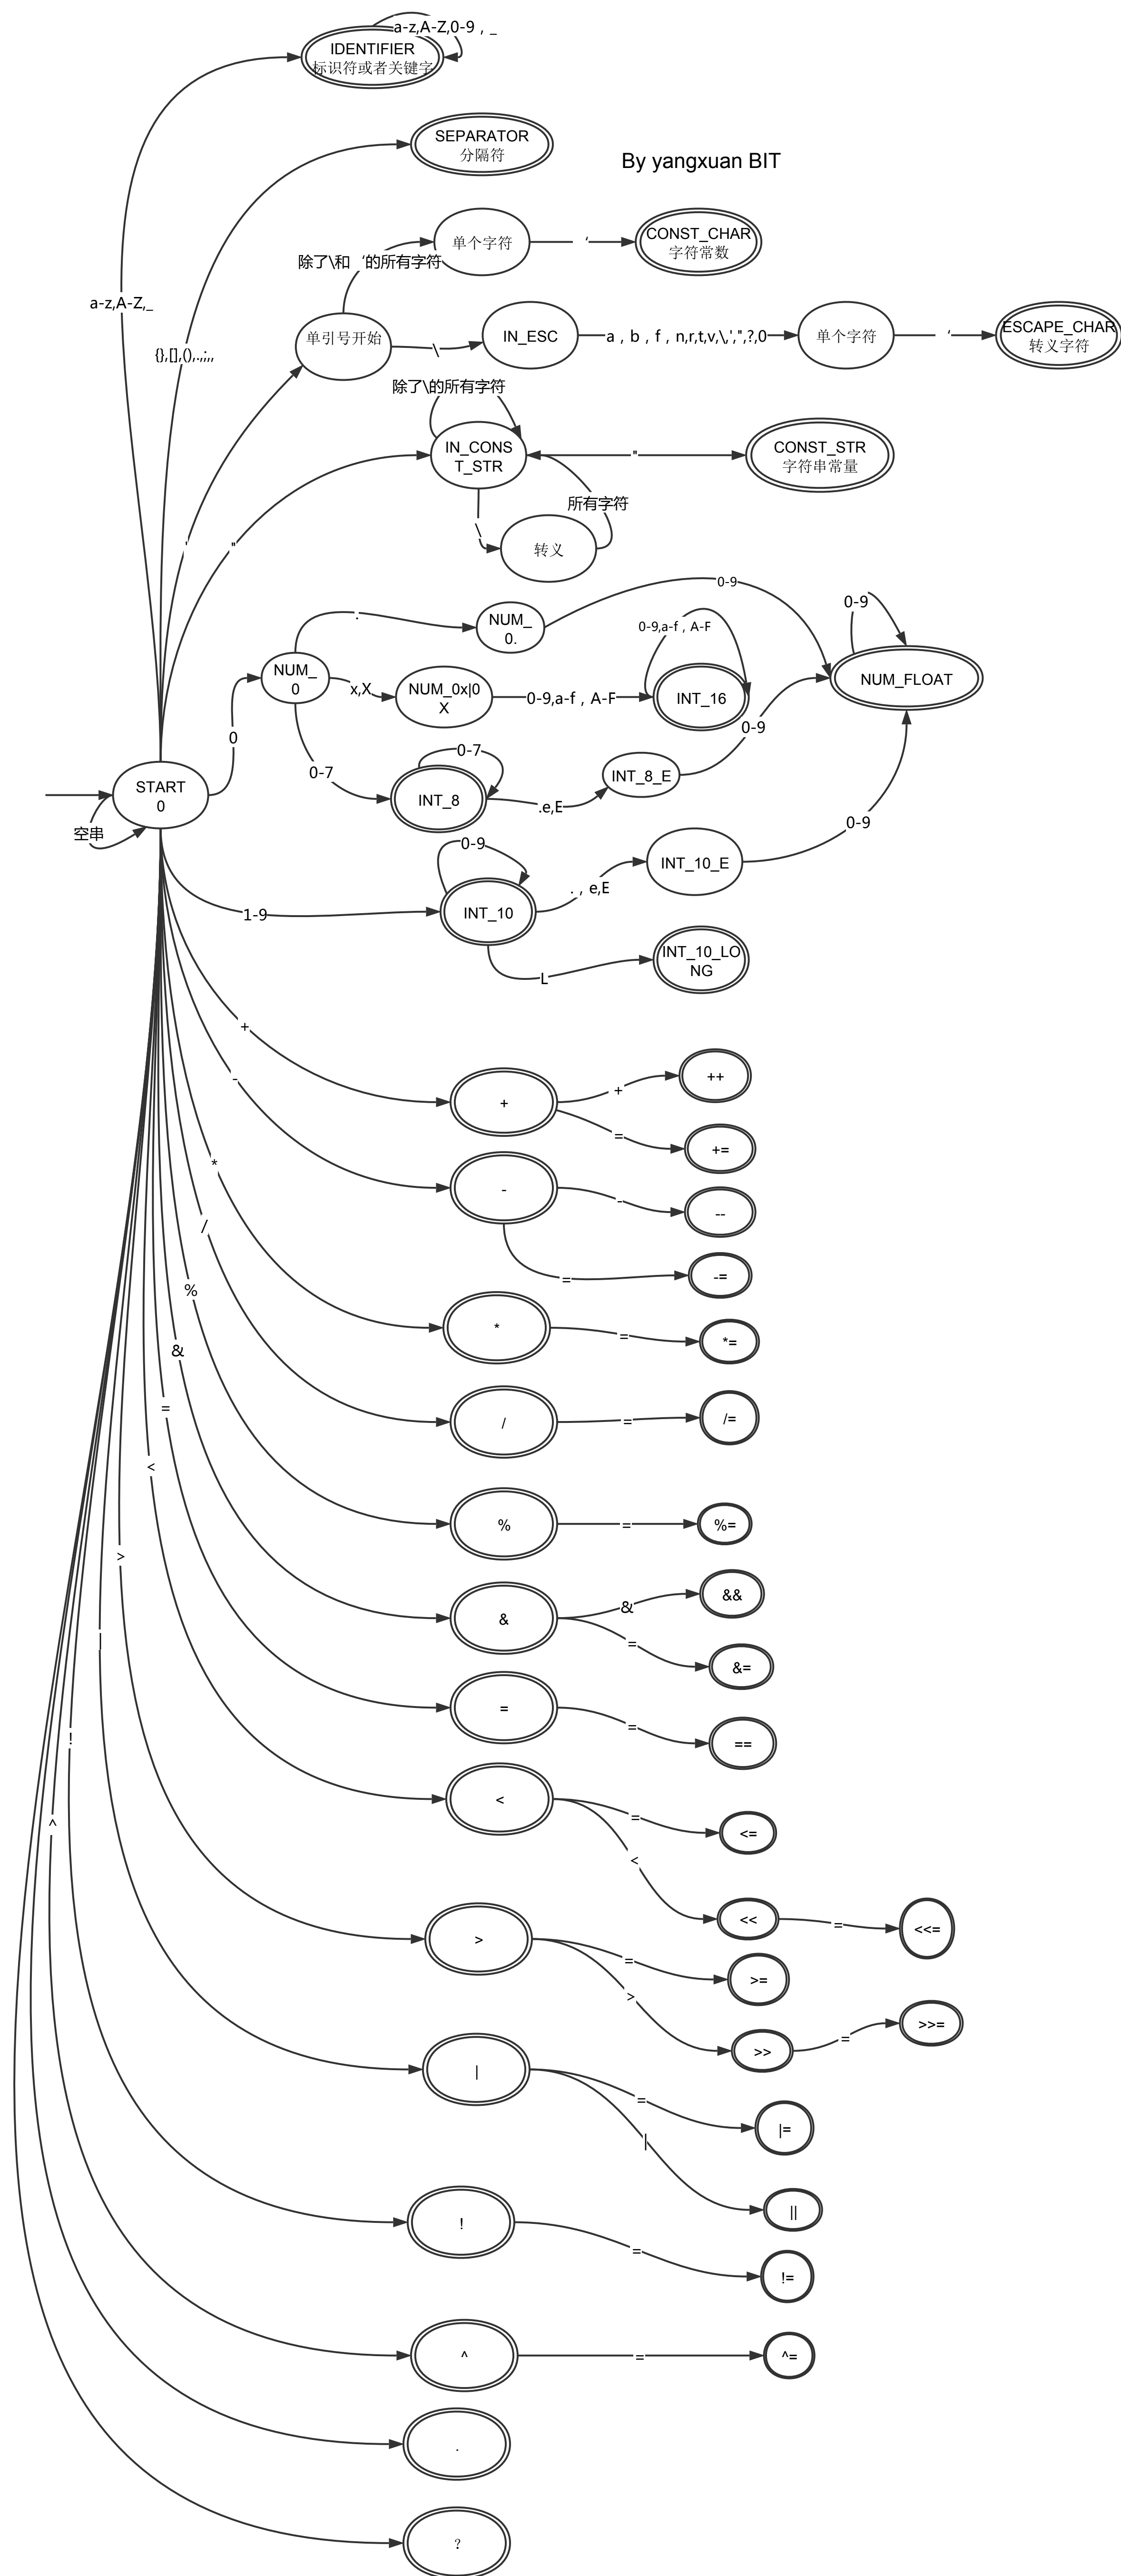 a-z,A-Z,0-9，_
IDENTIFIER
标识符或者关键字
SEPARATOR
分隔符
By yangxuan BIT
单个字符
‘
CONST_CHAR
字符常数
除了\和 ‘的所有字符
a-z,A-Z,_
{},[],(),.,;,,
单引号开始
\
IN_ESC
a，b，f，n,r,t,v,\,',",?,0
单个字符
‘
ESCAPE_CHAR
转义字符
除了\的所有字符
IN_CONS
T_STR
"
CONST_STR
字符串常量
所有字符
\
转义
'
"
0-9
.
NUM_
0.
0-9,a-f，A-F
0-9
NUM_
0
x,X
NUM_0x|0
X
0-9,a-f，A-F
INT_16
NUM_FLOAT
0
0-7
0-7
INT_8
.e,E
INT_8_E
0-9
START
0
空串
0-9
0-9
INT_10_E
.，e,E
1-9
INT_10
L
INT_10_LO
NG
+
+
+
++
=
+=
-
-
-
--
=
-=
*
*
=
*=
/
/
=
/=
%
%
=
%=
&
&
&
&&
=
&=
=
=
=
==
<
<
=
<=
<
<<
=
<<=
>
>
=
>=
>
>>
=
>>=
|
|
=
|=
|
||
!
!
=
!=
^
^
=
^=
.
?